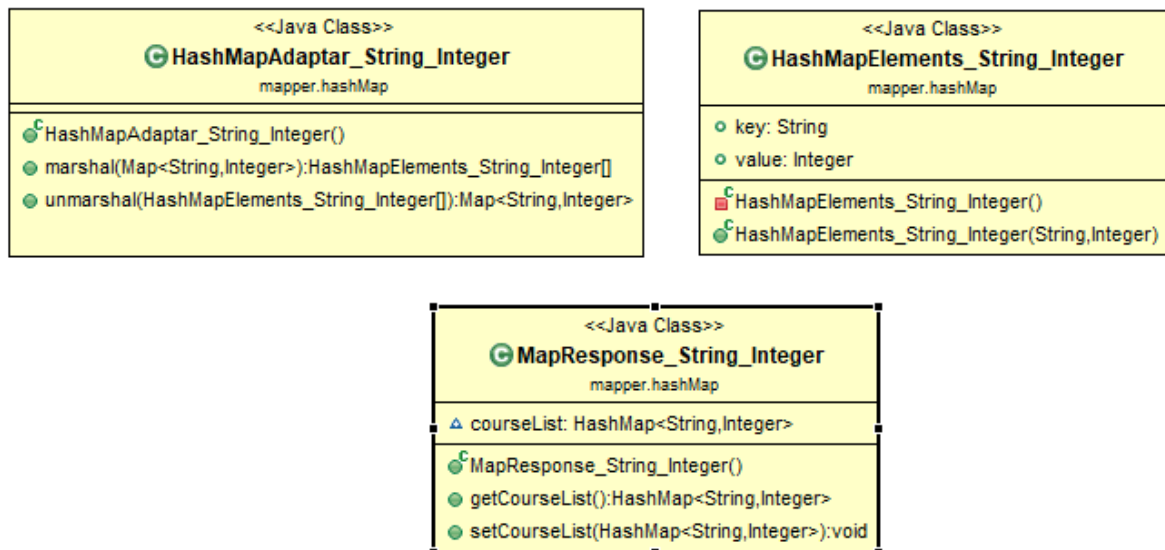 <<Java Class>>
HashMapAdaptar_String_Integer
mapper.hashMap
HashMapAdaptar_String_Integer()
marshal(Map<String,Integer>):HashMapElements_String_Integer[]
unmarshal(HashMapElements_String_Integer[]):Map<String,Integer>
<<Java Class>>
HashMapElements_String_Integer
mapper.hashMap
key: String
value: Integer
HashMapElements_String_Integer()
HashMapElements_String_Integer(String,Integer)
<<Java Class>>
MapResponse_String_Integer
mapper.hashMap
courseList: HashMap<String,Integer>
MapResponse_String_Integer()
getCourseList():HashMap<String,Integer>
setCourseList(HashMap<String,Integer>):void